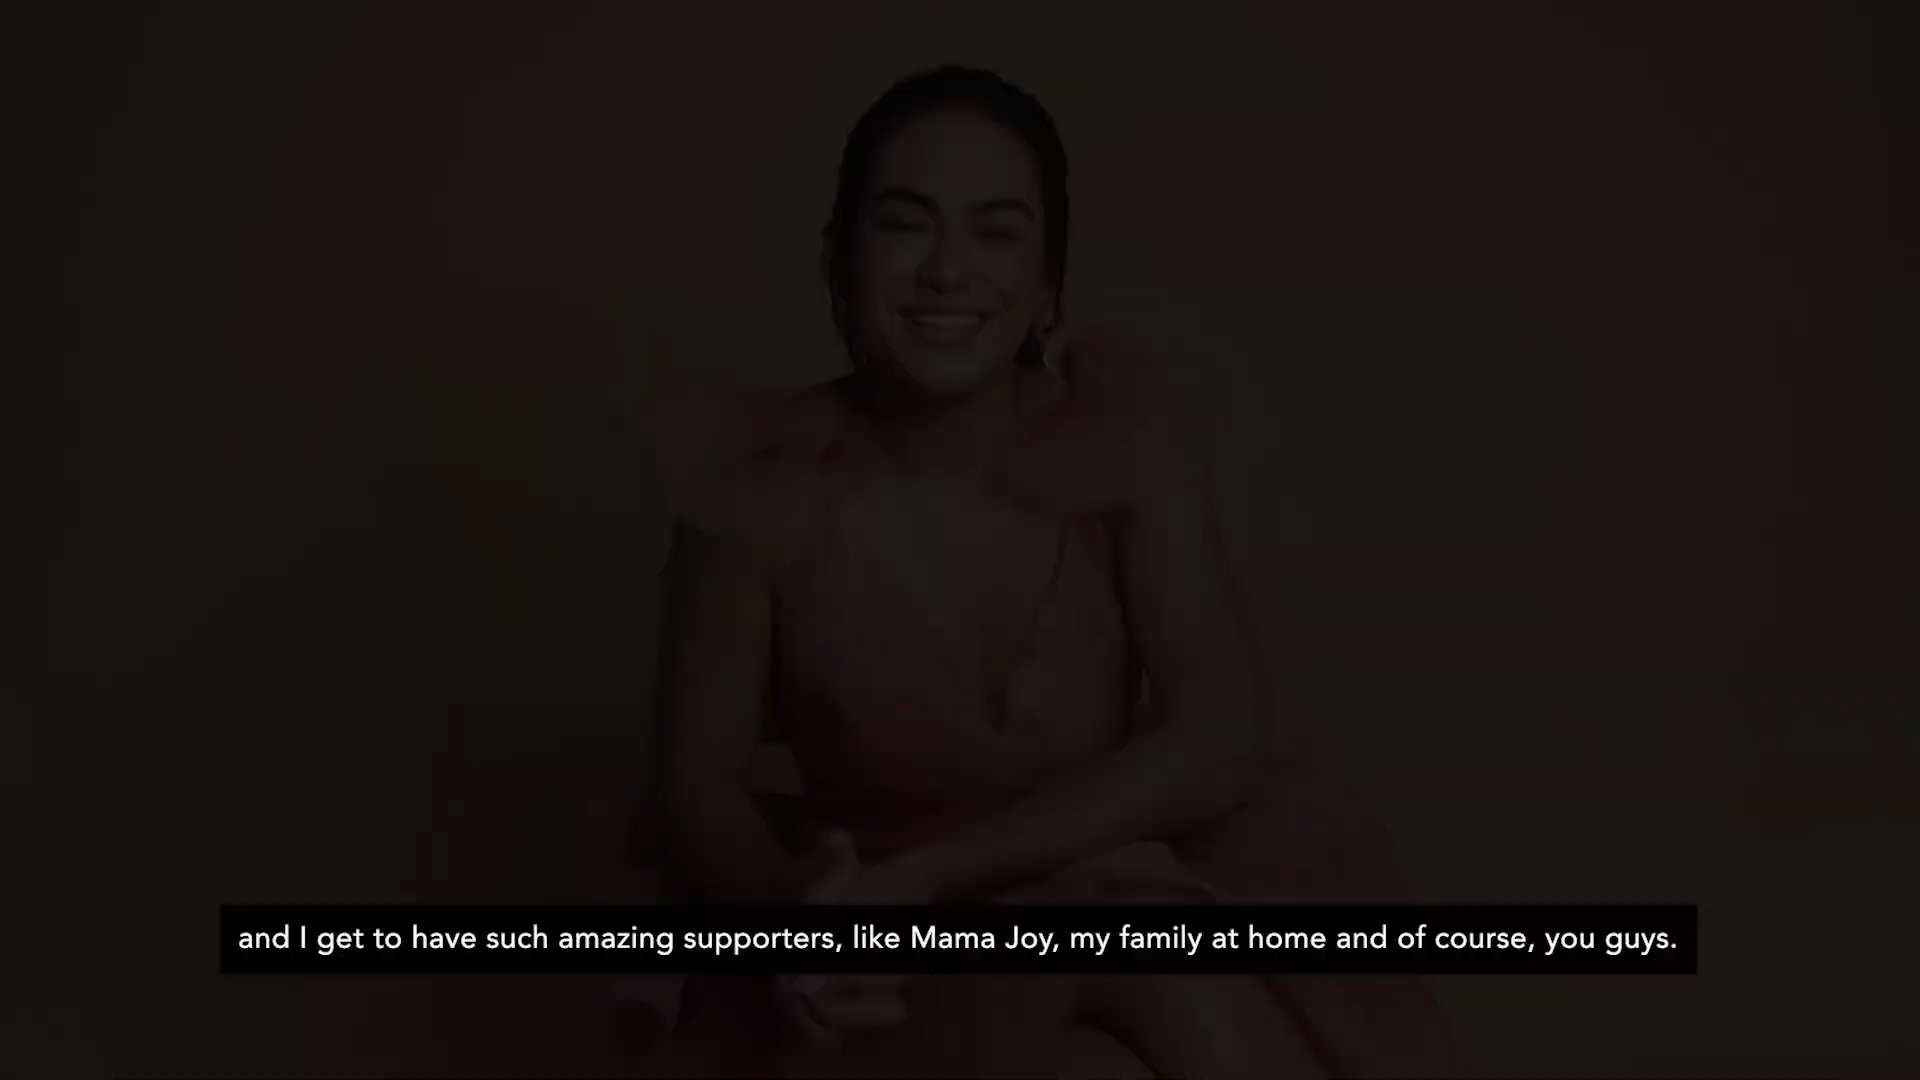 and I get to have such amazing supporters, like Mama Joy, my family at home and of course, you guys.